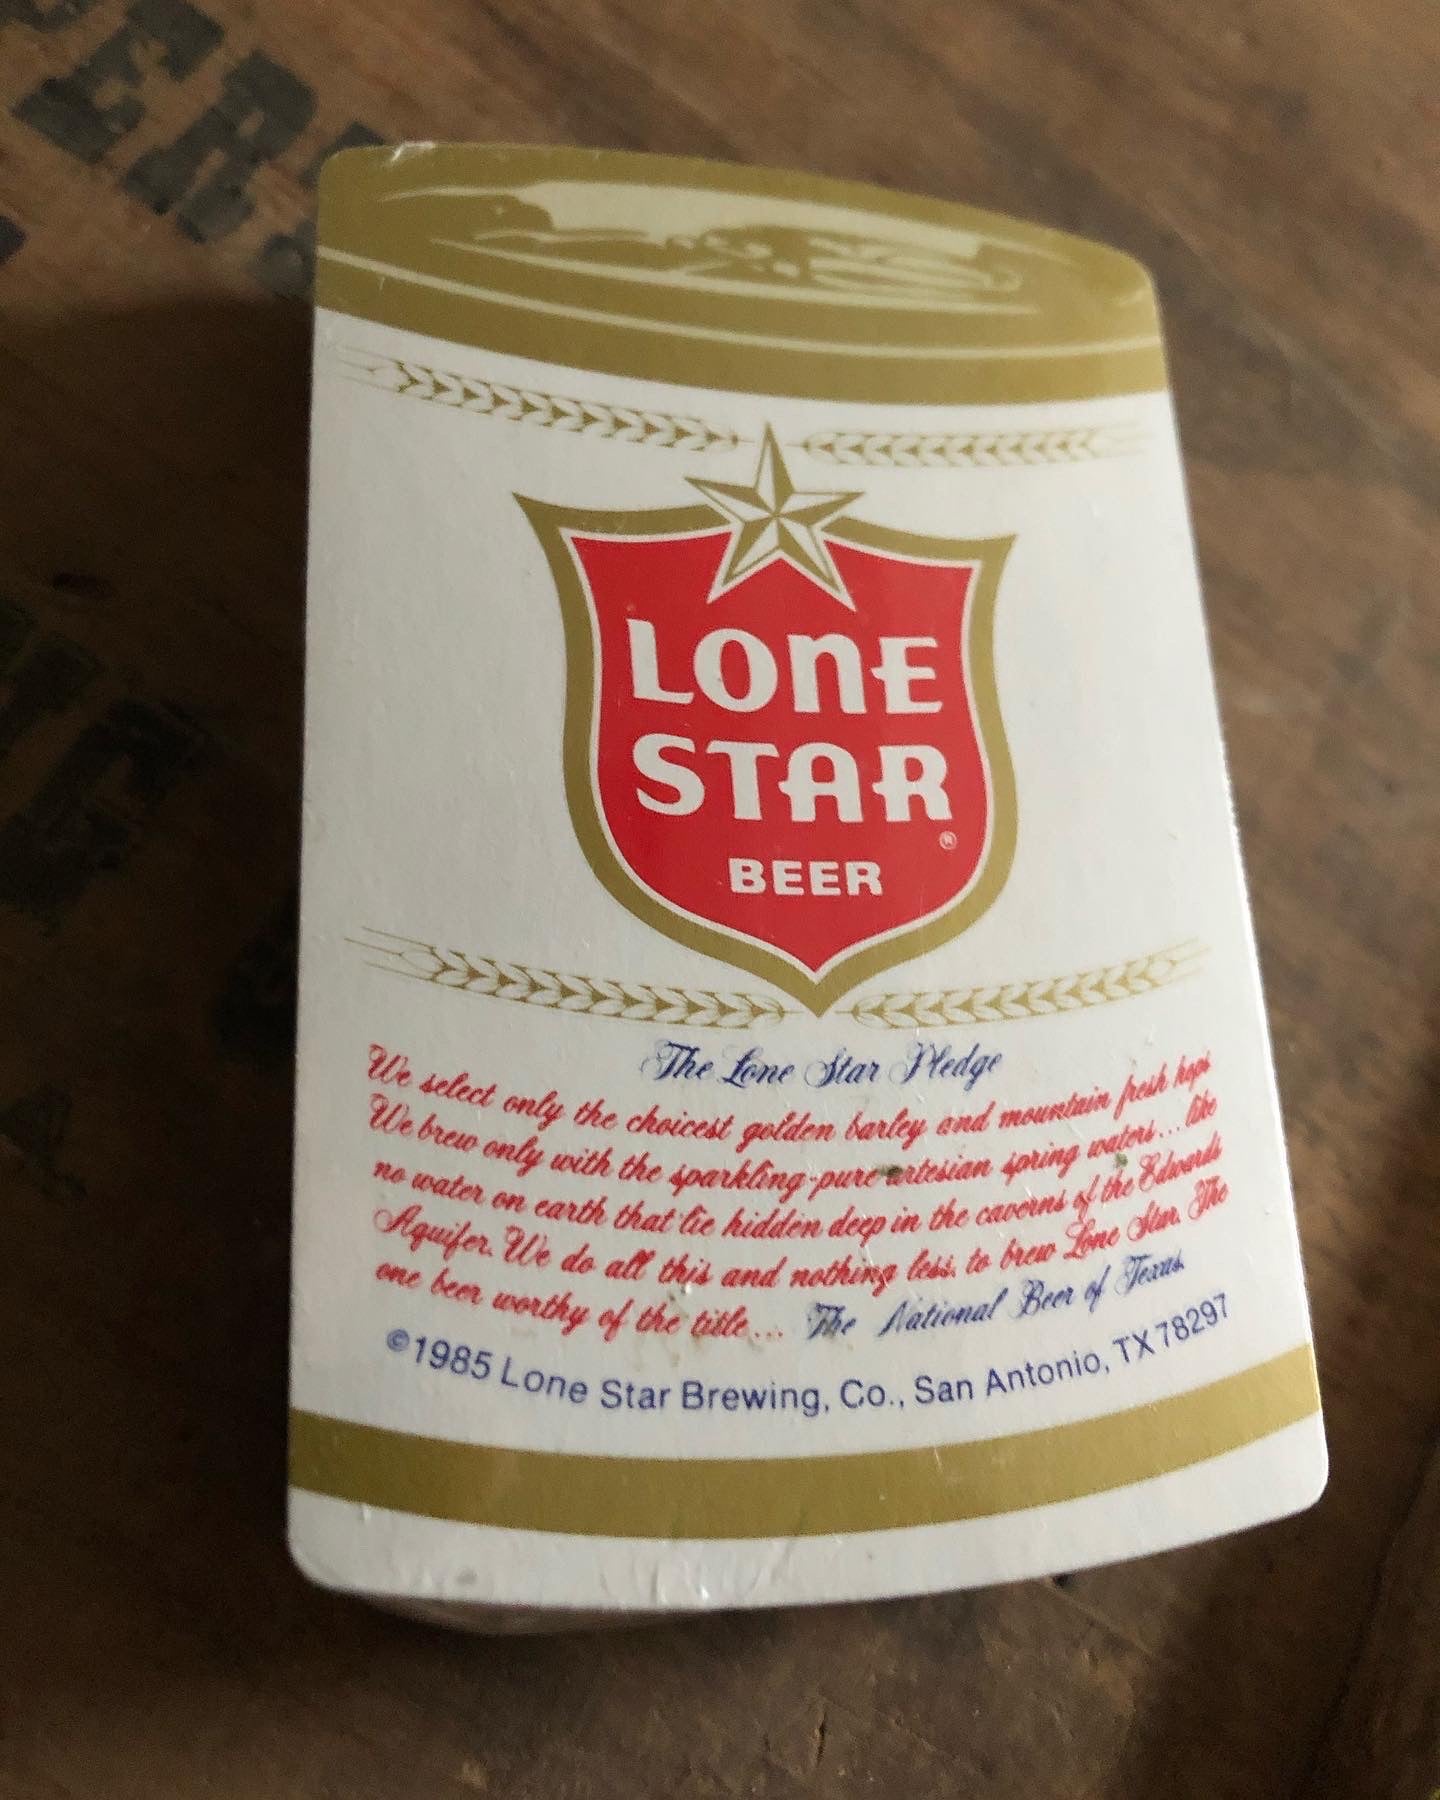 LONE
STAR
®
BEER
The Lone Star Pledge
We select only the choicest golden barley and mountain fresh hops
We brew only with the sparkling-pure artesian spring waters... like
no water on earth that lie hidden deep in the caverns of the Edwards
Aquifer. We do all this and nothing less, to brew Lone Star. The
one beer worthy of the title... The National Beer of Texas.
©1985 Lone Star Brewing, Co., San Antonio, TX 78297